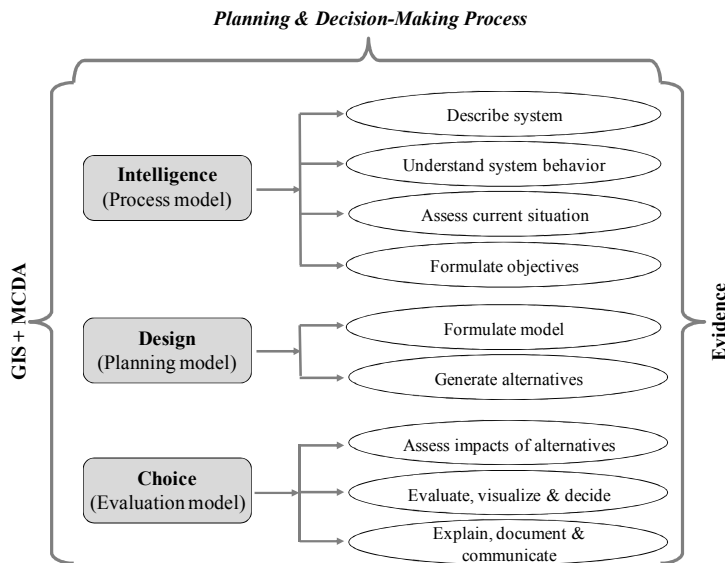 Planning & Decision-Making Process
GIS + MCDA
Intelligence
(Process model)
Describe system
Understand system behavior
Assess current situation
Formulate objectives
Design
(Planning model)
Formulate model
Generate alternatives
Choice
(Evaluation model)
Assess impacts of alternatives
Evaluate, visualize & decide
Explain, document &
communicate
Evidence